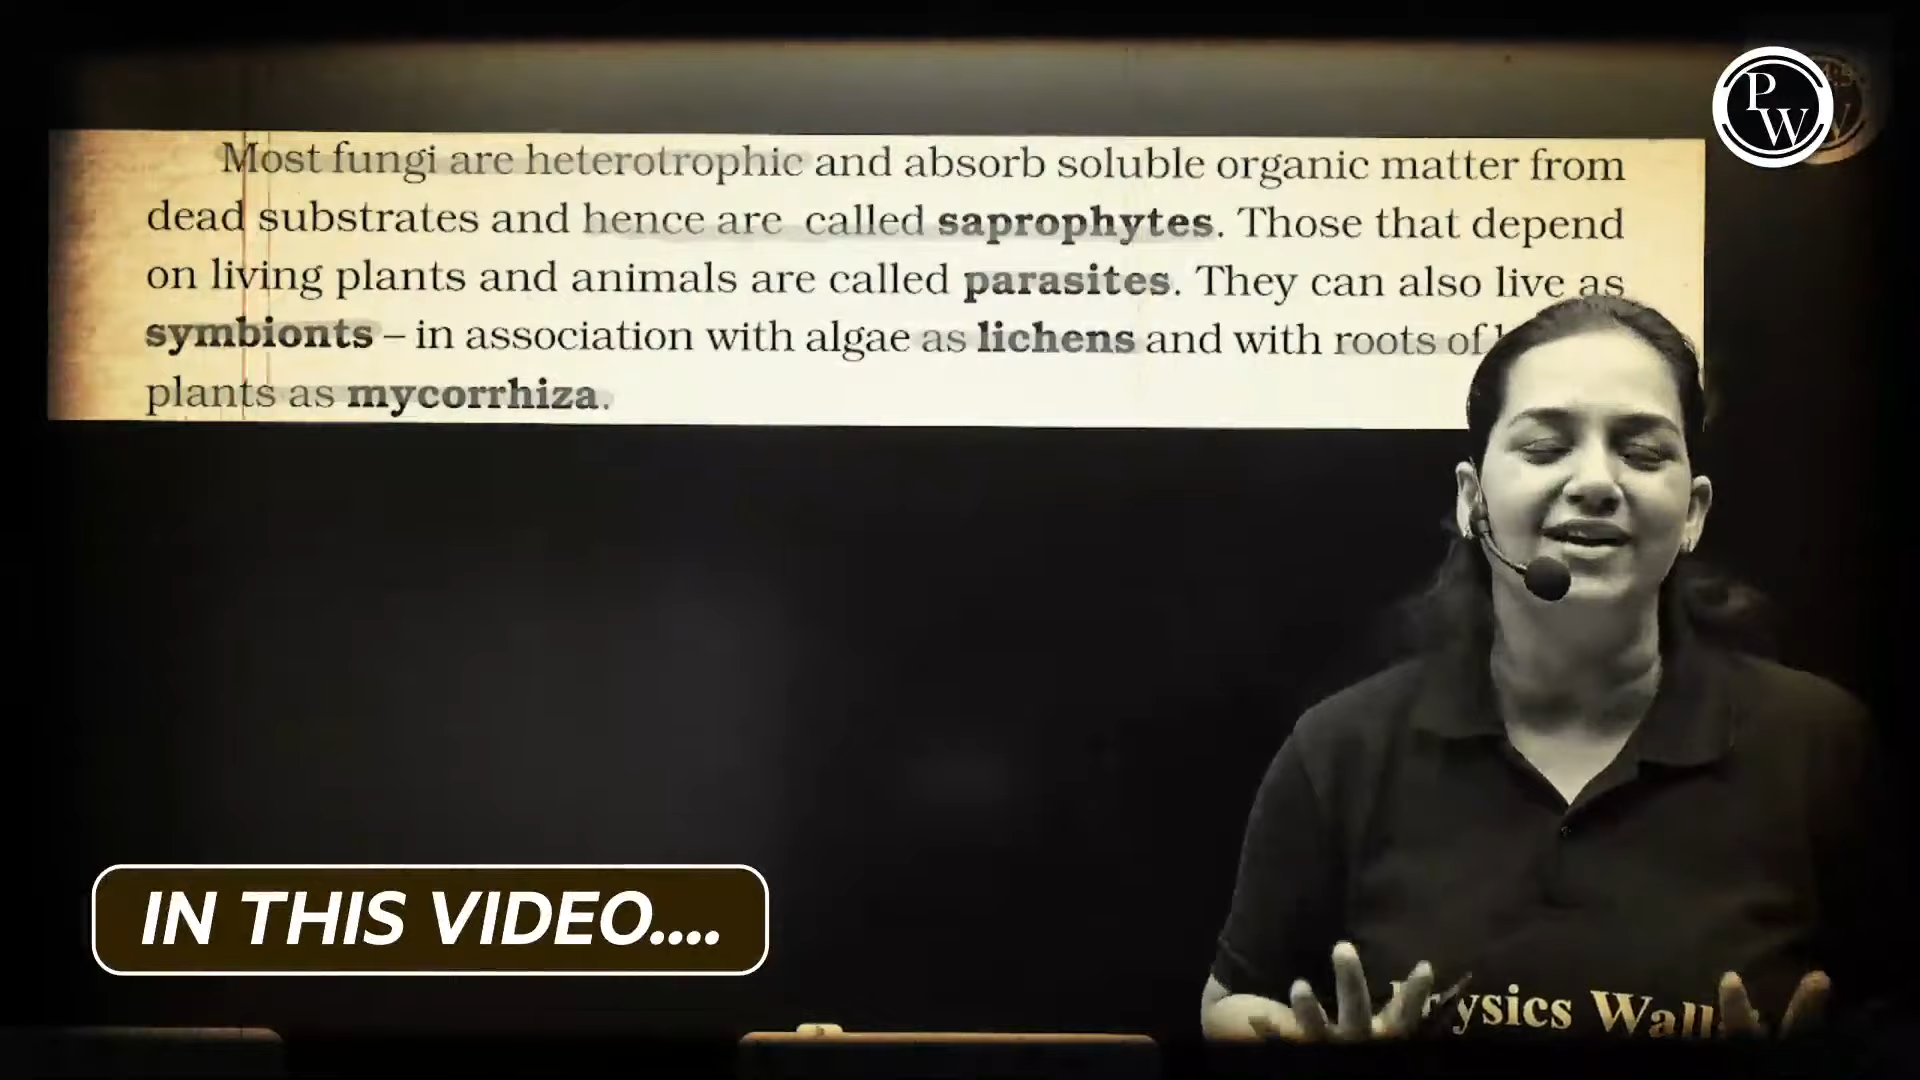 P
W
Most fungi are heterotrophic and absorb soluble organic matter from
dead substrates and hence are called saprophytes. Those that depend
on living plants and animals are called parasites. They can also live as
symbionts – in association with algae as lichens and with roots of
plants as mycorrhiza.
IN THIS VIDEO....